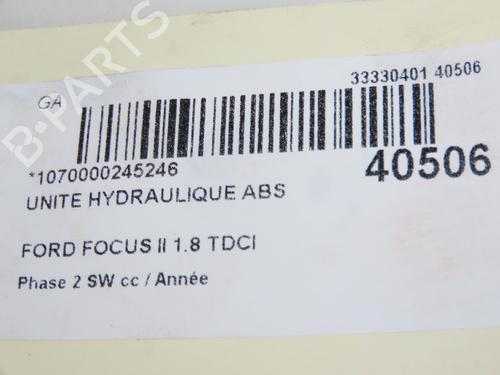 GA
33330401 40506
*1070000245246
40506
UNITE HYDRAULIQUE ABS
FORD FOCUS II 1.8 TDCI
Phase 2 SW cc / Année
B-PARTS